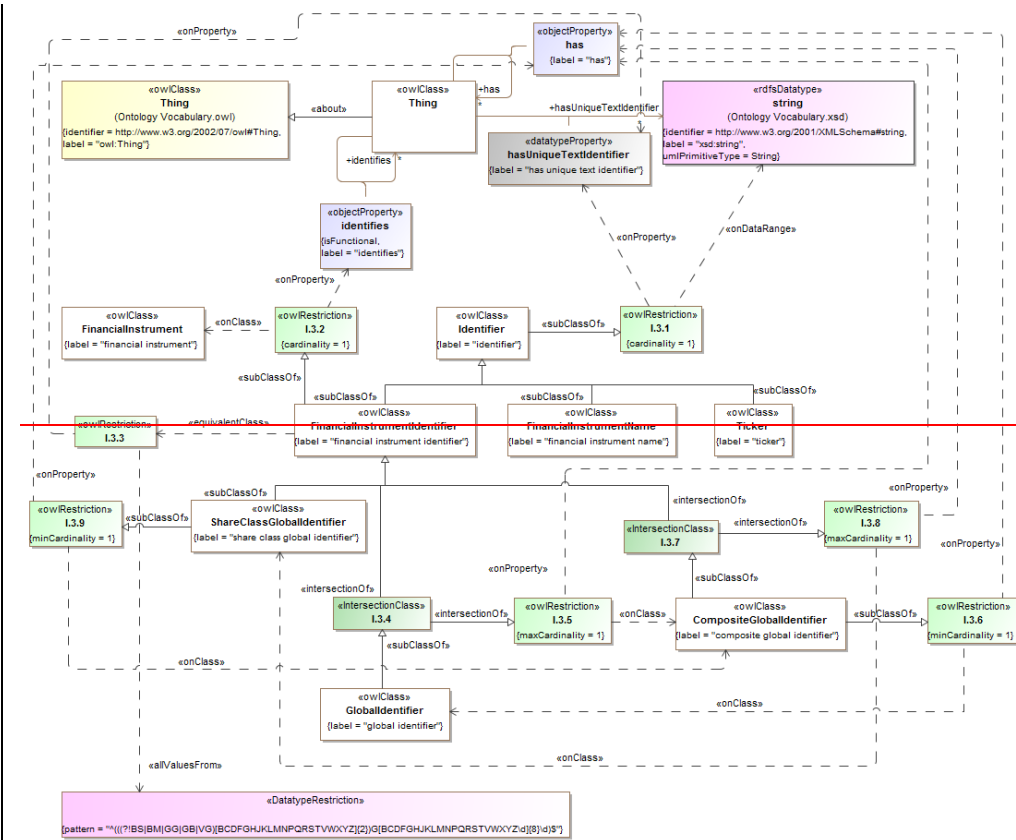 «onProperty»
«objectProperty»
has
{label = "has"}
«owlClass»
Thing
(Ontology Vocabulary.owl)
{identifier = http://www.w3.org/2002/07/owl#Thing,
label = "owl:Thing"}
«about»
«owlClass»
Thing
+has
*
+identifies
*
+hasUniqueTextIdentifier
*
«rdfsDatatype»
string
(Ontology Vocabulary.xsd)
{identifier = http://www.w3.org/2001/XMLSchema#string,
label = "xsd:string",
umlPrimitiveType = String}
«datatypeProperty»
hasUniqueTextIdentifier
{label = "has unique text identifier"}
«objectProperty»
identifies
{isFunctional,
label = "identifies"}
«onProperty»
«onDataRange»
«onProperty»
«owlClass»
FinancialInstrument
{label = "financial instrument"}
«onClass»
«owlRestriction»
I.3.2
{cardinality = 1}
«owlClass»
Identifier
{label = "identifier"}
«subClassOf»
«owlRestriction»
I.3.1
{cardinality = 1}
«subClassOf»
«subClassOf»
«subClassOf»
«subClassOf»
«owlRestriction»
I.3.3
«equivalentClass»
«owlClass»
FinancialInstrumentIdentifier
{label = "financial instrument identifier"}
«owlClass»
FinancialInstrumentName
{label = "financial instrument name"}
«owlClass»
Ticker
{label = "ticker"}
«onProperty»
«owlRestriction»
I.3.9
{minCardinality = 1}
«subClassOf»
«subClassOf»
«owlClass»
ShareClassGlobalIdentifier
{label = "share class global identifier"}
«intersectionOf»
«IntersectionClass»
I.3.7
«intersectionOf»
«onProperty»
«owlRestriction»
I.3.8
{maxCardinality = 1}
«onProperty»
«onProperty»
«subClassOf»
«intersectionOf»
«IntersectionClass»
I.3.4
«intersectionOf»
«owlRestriction»
I.3.5
{maxCardinality = 1}
«onClass»
«owlClass»
CompositeGlobalIdentifier
{label = "composite global identifier"}
«subClassOf»
«owlRestriction»
I.3.6
{minCardinality = 1}
«subClassOf»
«onClass»
«owlClass»
GlobalIdentifier
{label = "global identifier"}
«onClass»
«onClass»
«allValuesFrom»
«DatatypeRestriction»
{pattern = "^(((?!BS|BM|GG|GB|VG)[BCDFGHJKLMNPQRSTVWXYZ]{2})G[BCDFGHJKLMNPQRSTVWXYZ\d]{8}\d)$"}